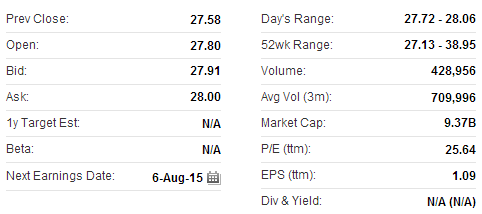 Prev Close: 27.58
Open: 27.80
Bid: 27.91
Ask: 28.00
1y Target Est: N/A
Beta: N/A
Next Earnings Date: 6-Aug-15
Day's Range: 27.72 - 28.06
52wk Range: 27.13 - 38.95
Volume: 428,956
Avg Vol (3m): 709,996
Market Cap: 9.37B
P/E (ttm): 25.64
EPS (ttm): 1.09
Div & Yield: N/A (N/A)